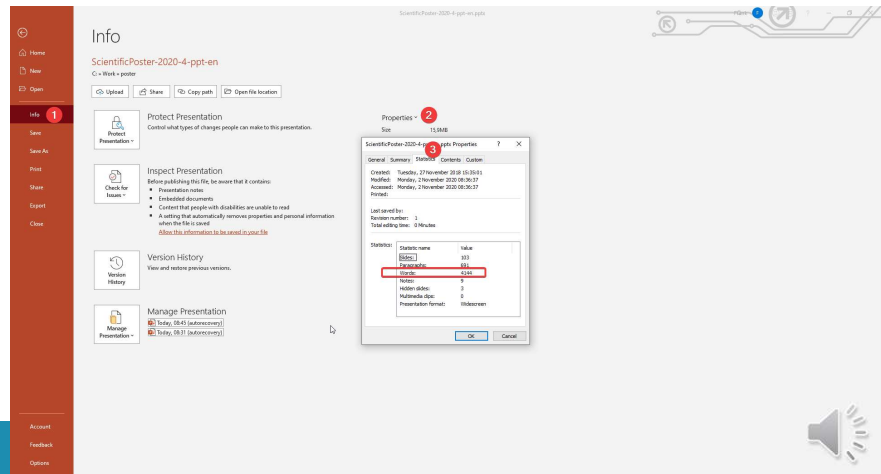 ScientificPoster-2020-4-ppt-en.pptx
Info
Home
New
Open
Info 1
Save
Save As
Print
Share
Export
Close
Account
Feedback
Options
ScientificPoster-2020-4-ppt-en
C: » Work » poster
Upload
Share
Copy path
Open file location
Protect Presentation
Protect Presentation
Control what types of changes people can make to this presentation.
Check for Issues
Inspect Presentation
Before publishing this file, be aware that it contains:
Presentation notes
Embedded documents
Content that people with disabilities are unable to read
A setting that automatically removes properties and personal information
when the file is saved
Allow this information to be saved in your file
Version History
Version History
View and restore previous versions.
Manage Presentation
Manage Presentation
Today, 08:45 (autorecovery)
Today, 08:31 (autorecovery)
Properties 2
Size 15,9MB
3
Properties ? ×
General Summary Statistics Contents Custom
Created: Tuesday, 27 November 2018 15:35:01
Modified: Monday, 2 November 2020 08:36:37
Accessed: Monday, 2 November 2020 08:36:37
Printed:
Last saved by:
Revision number: 1
Total editing time: 0 Minutes
Statistics:
Statistic name Value
Slides: 103
Paragraphs: 691
Words: 4144
Notes: 9
Hidden slides: 3
Multimedia clips: 0
Presentation format: Widescreen
OK Cancel